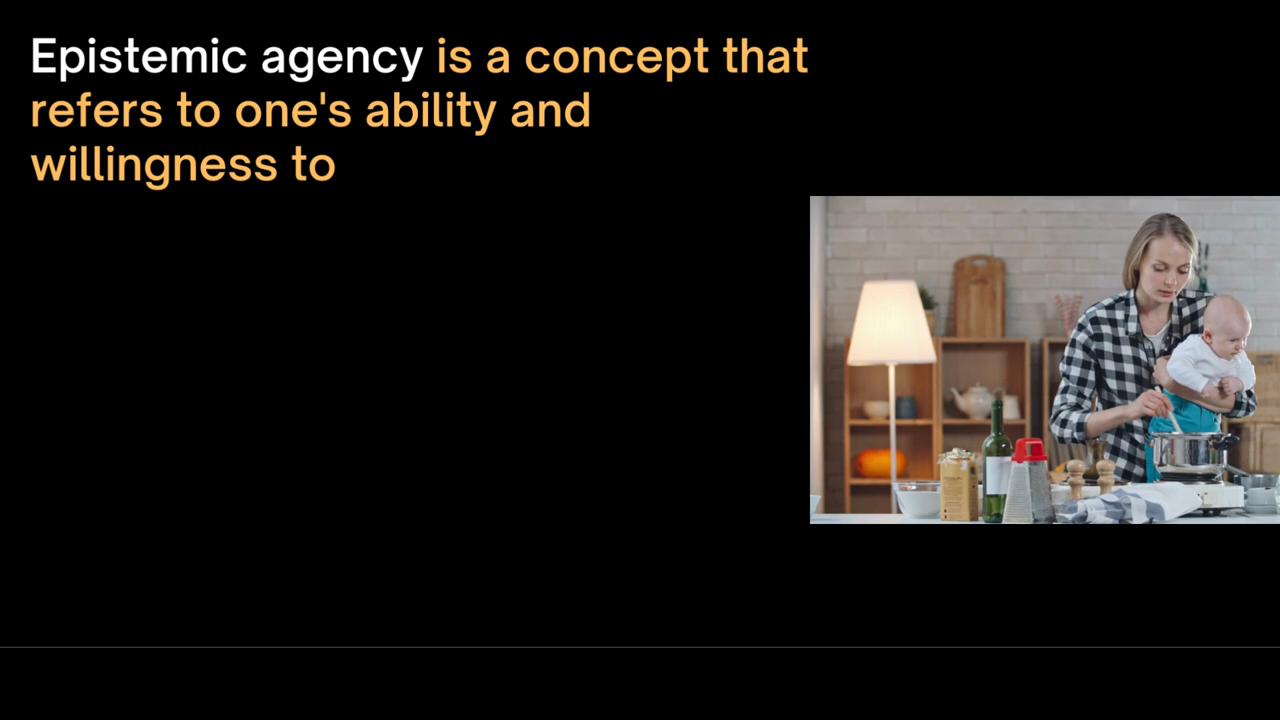 Epistemic agency is a concept that
refers to one's ability and
willingness to